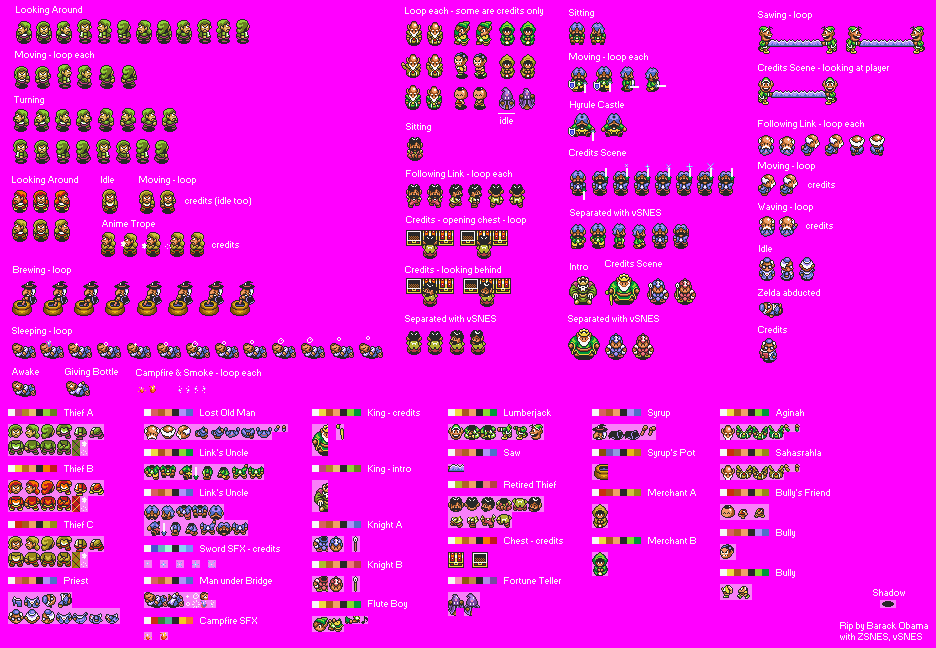 Looking Around
Moving - loop each
Turning
Looking Around
Idle
Moving - loop
credits (idle too)
Anime Trope
credits
Brewing - loop
Sleeping - loop
Awake
Giving Bottle
Campfire & Smoke - loop each
Loop each - some are credits only
idle
Sitting
Following Link - loop each
Credits - opening chest - loop
Credits - looking behind
Separated with vSNES
Sitting
Moving - loop each
Hyrule Castle
Credits Scene
Separated with vSNES
Intro
Credits Scene
Separated with vSNES
Sawing - loop
Credits Scene - looking at player
Following Link - loop each
Moving - loop
credits
Waving - loop
credits
Idle
Zelda abducted
Credits
Thief A
Thief B
Thief C
Priest
Lost Old Man
Link's Uncle
Link's Uncle
Sword SFX - credits
Man under Bridge
Campfire SFX
King - credits
King - intro
Knight A
Knight B
Flute Boy
Lumberjack
Saw
Retired Thief
Chest - credits
Fortune Teller
Syrup
Syrup's Pot
Merchant A
Merchant B
Aginah
Sahasrahla
Bully's Friend
Bully
Bully
Shadow
Rip by Barack Obama
with ZSNES, vSNES